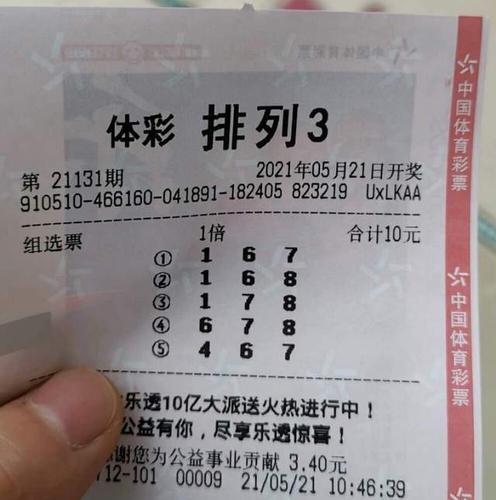 中国体育彩票
体彩 排列3
第 21131期 2021年05月21日开奖
910510-466160-041891-182405 823219 UxLKAA
组选票 1倍 合计10元
① 1 6 7
② 1 6 8
③ 1 7 8
④ 6 7 8
⑤ 4 6 7
乐透10亿大派送火热进行中！
公益有你，尽享乐透惊喜！
谢您为公益事业贡献 3.40元
712-101 00009 21/05/21 10:46:39
中国体育彩票
中国体育彩票
中国